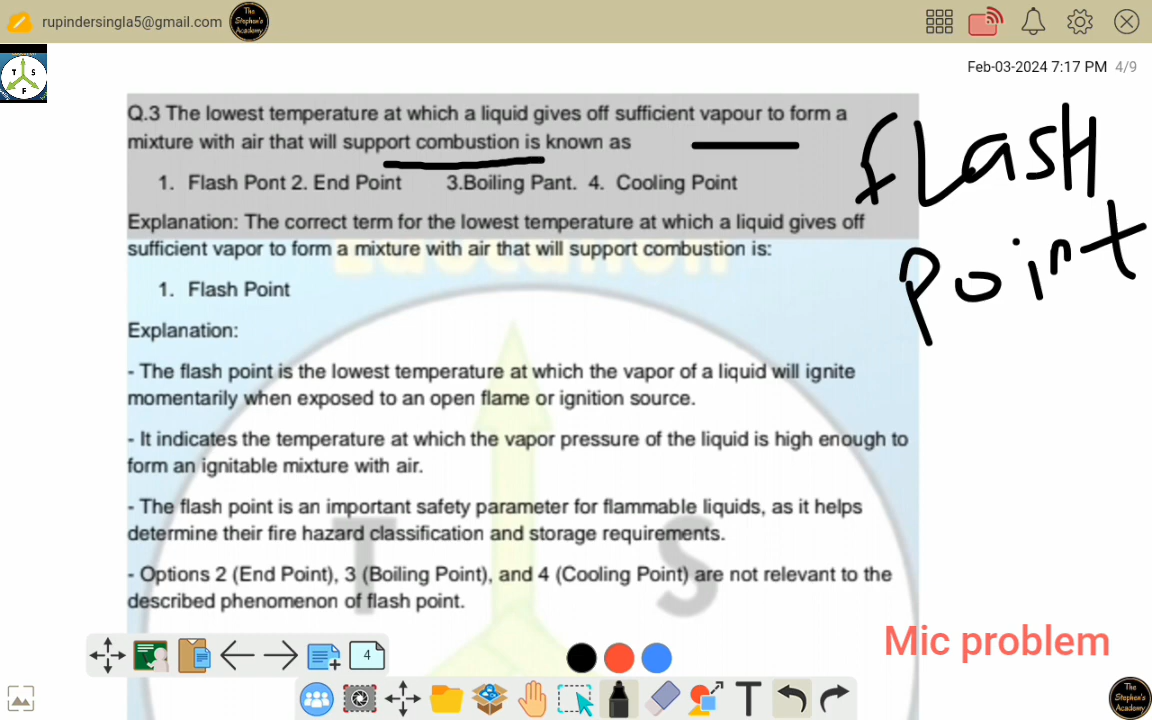 rupindersingla5@gmail.com
The Stephen's Academy
T S
F
Feb-03-2024 7:17 PM 4/9
Q.3 The lowest temperature at which a liquid gives off sufficient vapour to form a
mixture with air that will support combustion is known as
1. Flash Pont 2. End Point 3.Boiling Pant. 4. Cooling Point
Explanation: The correct term for the lowest temperature at which a liquid gives off
sufficient vapor to form a mixture with air that will support combustion is:
1. Flash Point
Explanation:
- The flash point is the lowest temperature at which the vapor of a liquid will ignite
momentarily when exposed to an open flame or ignition source.
- It indicates the temperature at which the vapor pressure of the liquid is high enough to
form an ignitable mixture with air.
- The flash point is an important safety parameter for flammable liquids, as it helps
determine their fire hazard classification and storage requirements.
- Options 2 (End Point), 3 (Boiling Point), and 4 (Cooling Point) are not relevant to the
described phenomenon of flash point.
flasH
point
T S
Mic problem
4
T
The Stephen's Academy